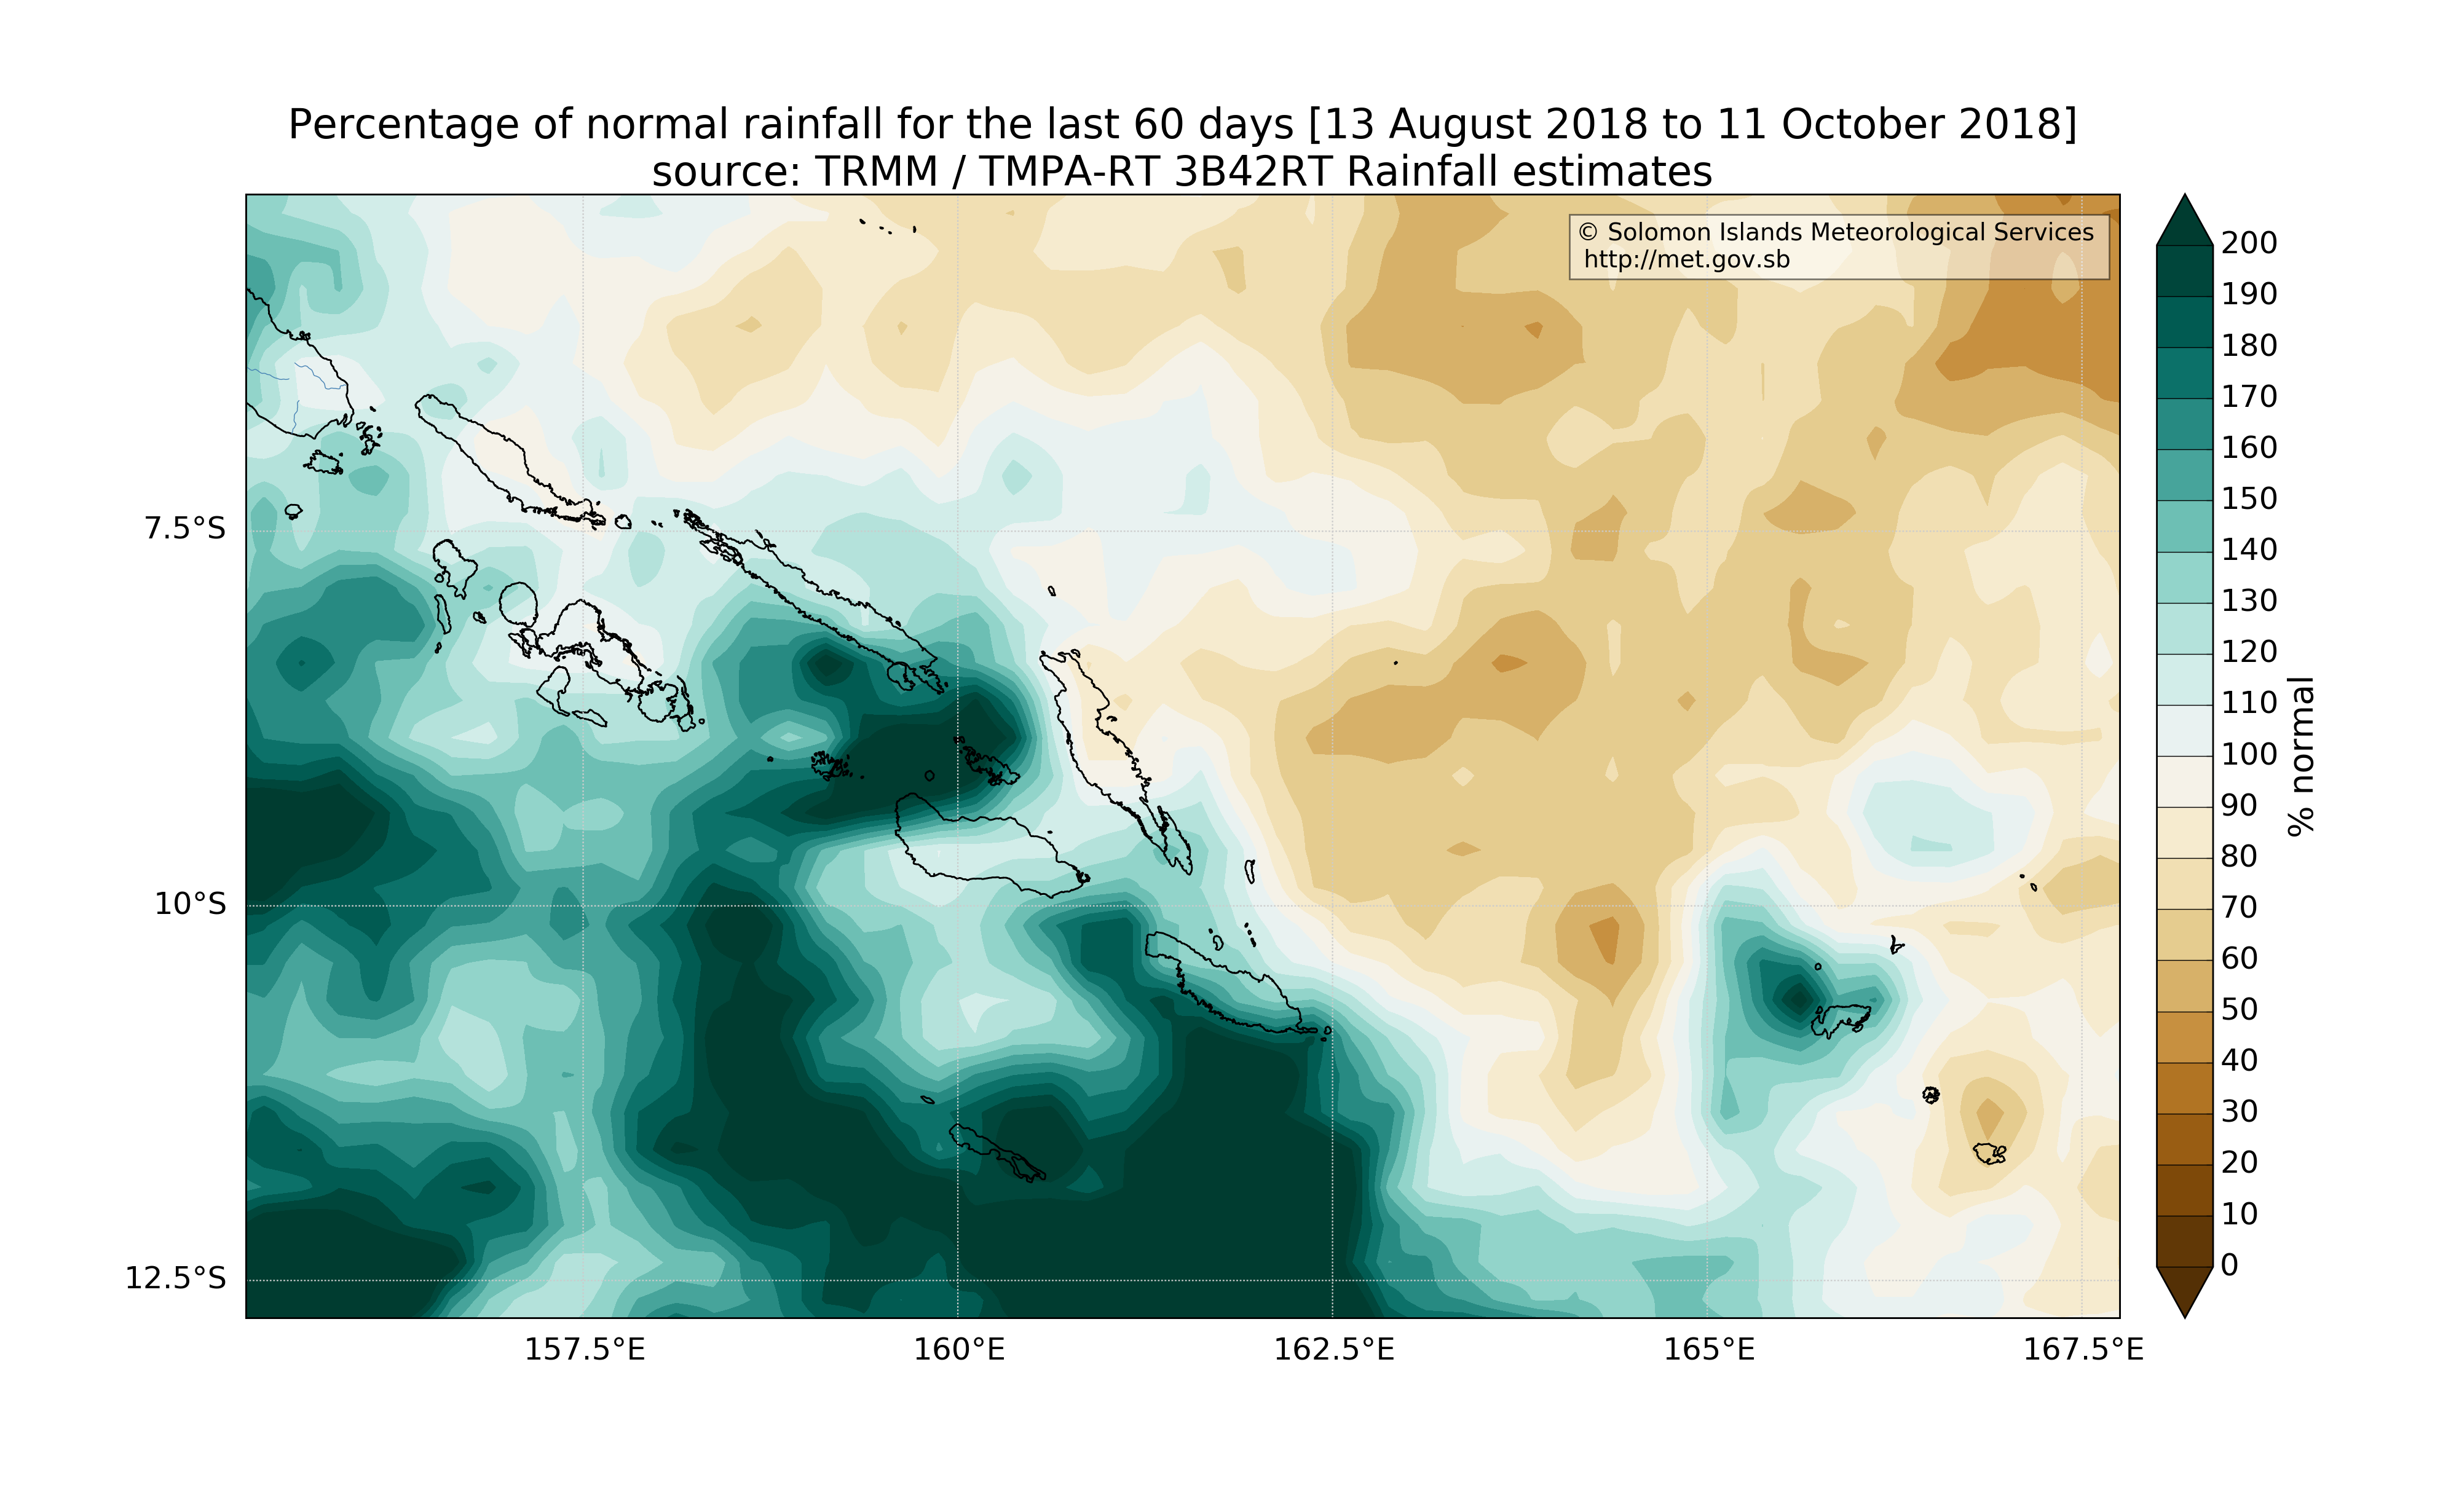 Percentage of normal rainfall for the last 60 days [13 August 2018 to 11 October 2018]
source: TRMM / TMPA-RT 3B42RT Rainfall estimates
© Solomon Islands Meteorological Services
http://met.gov.sb
7.5°S
10°S
12.5°S
157.5°E
160°E
162.5°E
165°E
167.5°E
200
190
180
170
160
150
140
130
120
110
100
90
80
70
60
50
40
30
20
10
0
% normal